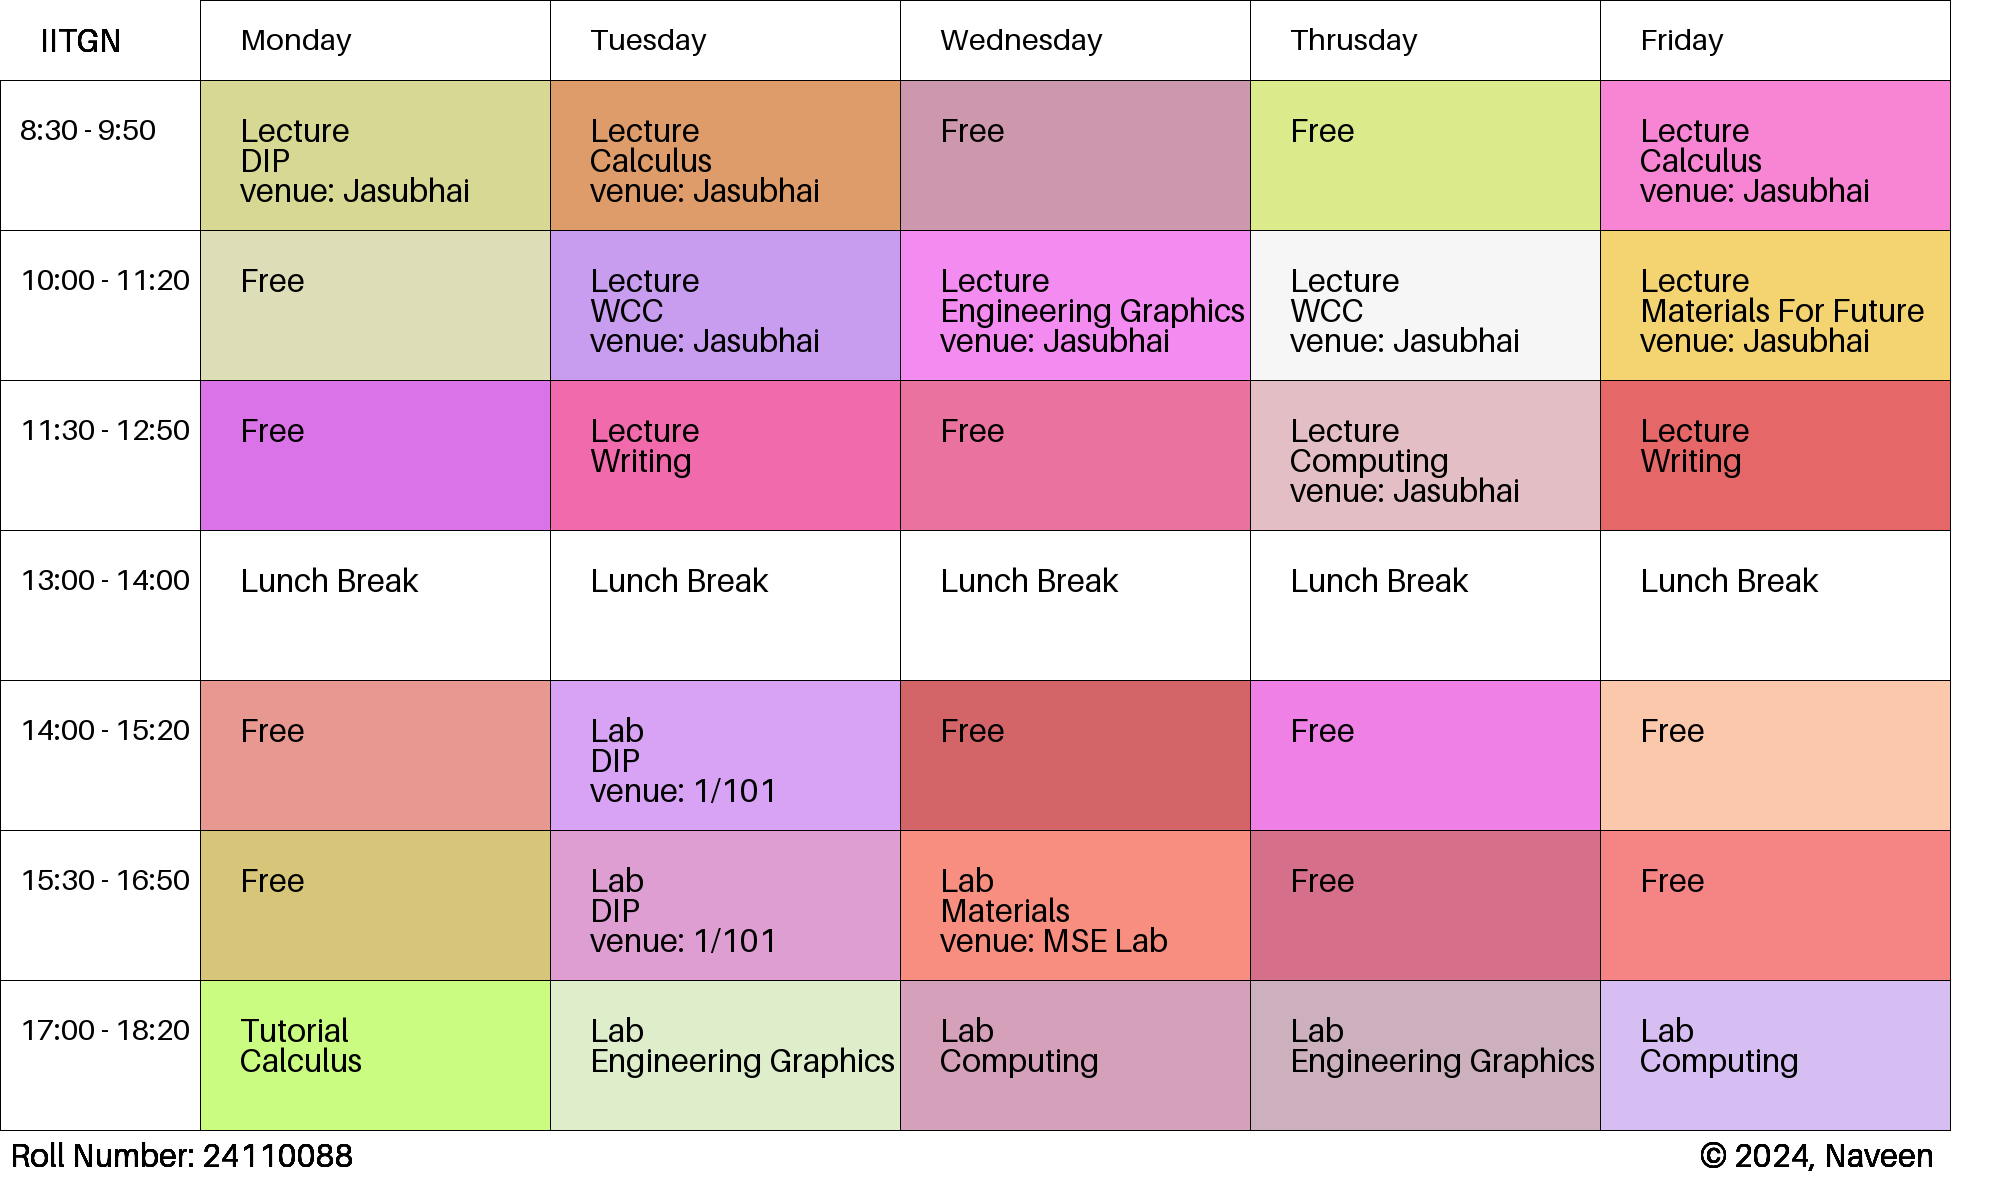 IITGN Monday Tuesday Wednesday Thrusday Friday
8:30 - 9:50
Lecture
DIP
venue: Jasubhai
Lecture
Calculus
venue: Jasubhai
Free
Free
Lecture
Calculus
venue: Jasubhai
10:00 - 11:20
Free
Lecture
WCC
venue: Jasubhai
Lecture
Engineering Graphics
venue: Jasubhai
Lecture
WCC
venue: Jasubhai
Lecture
Materials For Future
venue: Jasubhai
11:30 - 12:50
Free
Lecture
Writing
Free
Lecture
Computing
venue: Jasubhai
Lecture
Writing
13:00 - 14:00
Lunch Break
Lunch Break
Lunch Break
Lunch Break
Lunch Break
14:00 - 15:20
Free
Lab
DIP
venue: 1/101
Free
Free
Free
15:30 - 16:50
Free
Lab
DIP
venue: 1/101
Lab
Materials
venue: MSE Lab
Free
Free
17:00 - 18:20
Tutorial
Calculus
Lab
Engineering Graphics
Lab
Computing
Lab
Engineering Graphics
Lab
Computing
Roll Number: 24110088
© 2024, Naveen